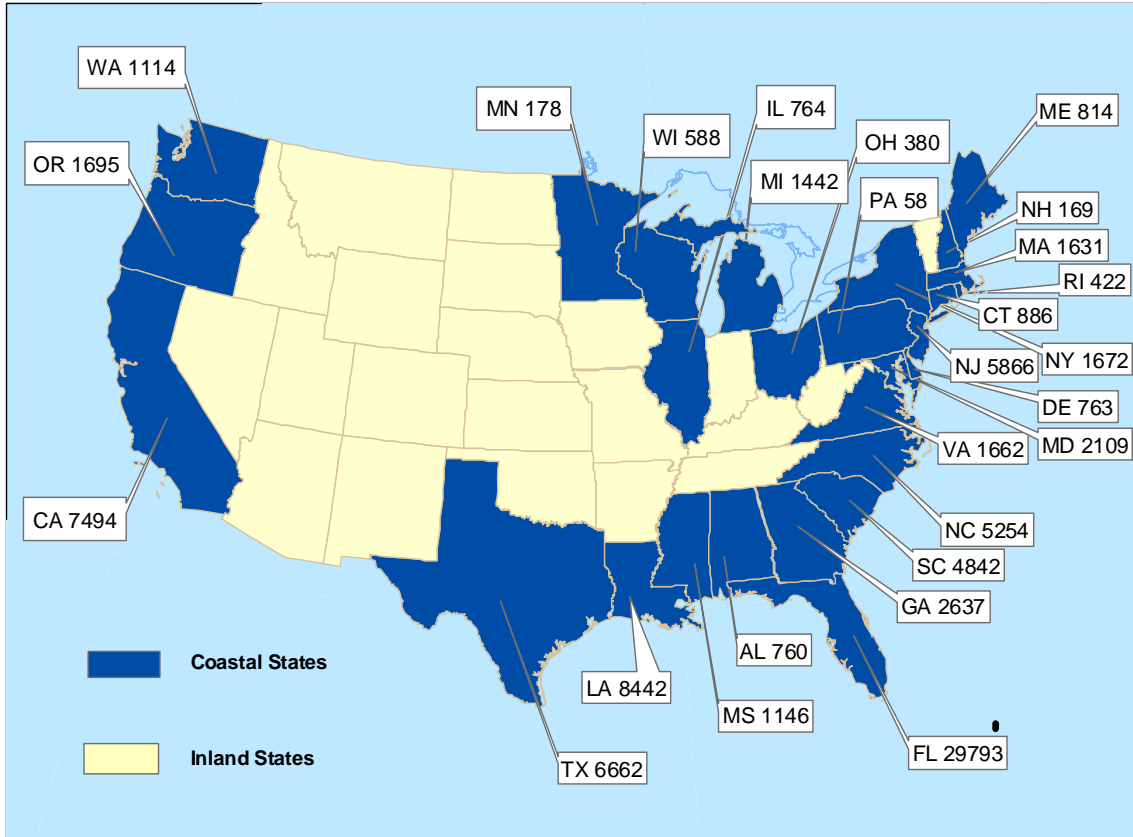 WA 1114
OR 1695
CA 7494
MN 178
WI 588
IL 764
MI 1442
OH 380
PA 58
ME 814
NH 169
MA 1631
RI 422
CT 886
NY 1672
NJ 5866
DE 763
MD 2109
VA 1662
NC 5254
SC 4842
GA 2637
AL 760
LA 8442
MS 1146
FL 29793
TX 6662
Coastal States
Inland States